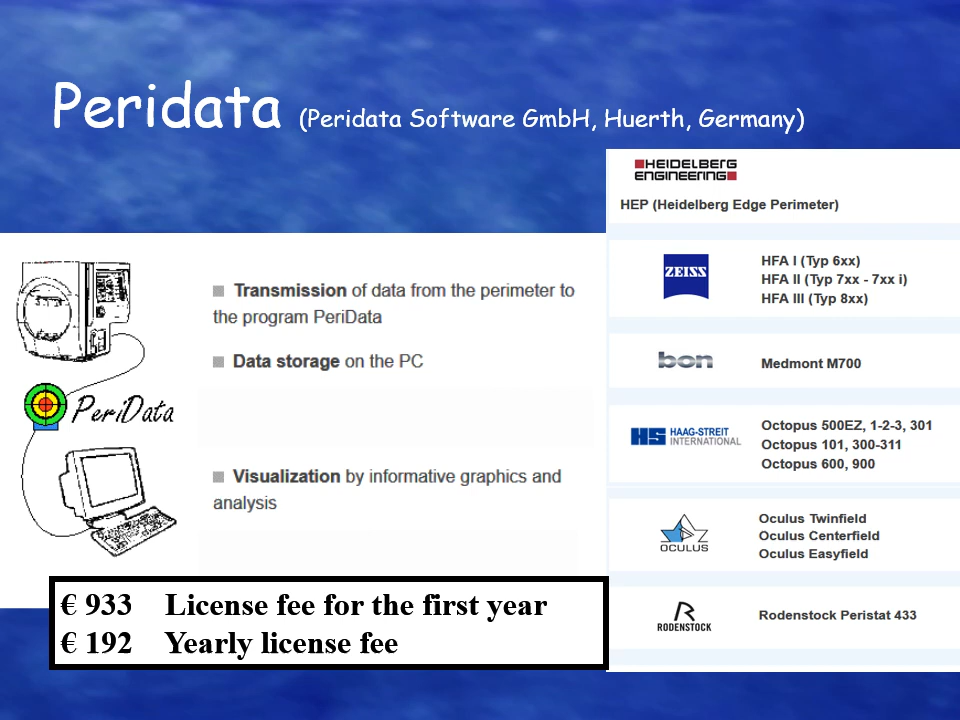 Peridata (Peridata Software GmbH, Huerth, Germany)
PeriData
■ Transmission of data from the perimeter to
the program PeriData
■ Data storage on the PC
■ Visualization by informative graphics and
analysis
€ 933 License fee for the first year
€ 192 Yearly license fee
HEIDELBERG
ENGINEERING
HEP (Heidelberg Edge Perimeter)
ZEISS
HFA I (Typ 6xx)
HFA II (Typ 7xx - 7xx i)
HFA III (Typ 8xx)
bon
Medmont M700
HS HAAG-STREIT
INTERNATIONAL
Octopus 500EZ, 1-2-3, 301
Octopus 101, 300-311
Octopus 600, 900
OCULUS
Oculus Twinfield
Oculus Centerfield
Oculus Easyfield
R
RODENSTOCK
Rodenstock Peristat 433